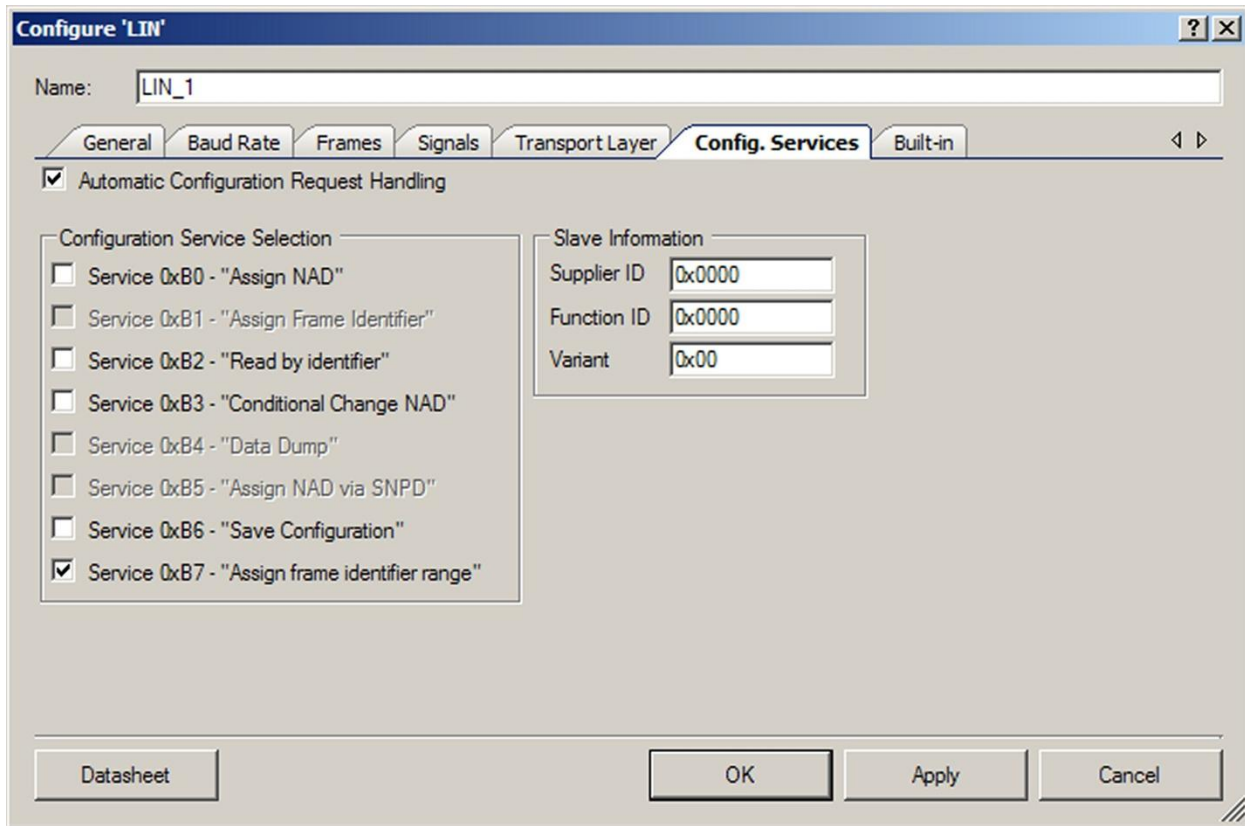 Configure 'LIN'
Name: LIN_1
General Baud Rate Frames Signals Transport Layer Config. Services Built-in
Automatic Configuration Request Handling
Configuration Service Selection
Service 0xB0 - "Assign NAD"
Service 0xB1 - "Assign Frame Identifier"
Service 0xB2 - "Read by identifier"
Service 0xB3 - "Conditional Change NAD"
Service 0xB4 - "Data Dump"
Service 0xB5 - "Assign NAD via SNPD"
Service 0xB6 - "Save Configuration"
Service 0xB7 - "Assign frame identifier range"
Slave Information
Supplier ID 0x0000
Function ID 0x0000
Variant 0x00
Datasheet OK Apply Cancel